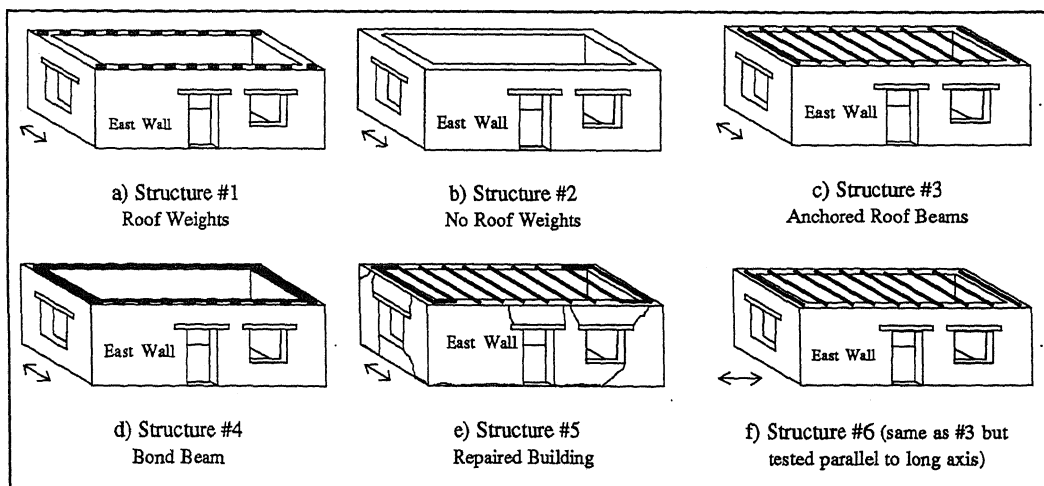 East Wall
a) Structure #1
Roof Weights
East Wall
b) Structure #2
No Roof Weights
East Wall
c) Structure #3
Anchored Roof Beams
East Wall
d) Structure #4
Bond Beam
East Wall
e) Structure #5
Repaired Building
East Wall
f) Structure #6 (same as #3 but
tested parallel to long axis)